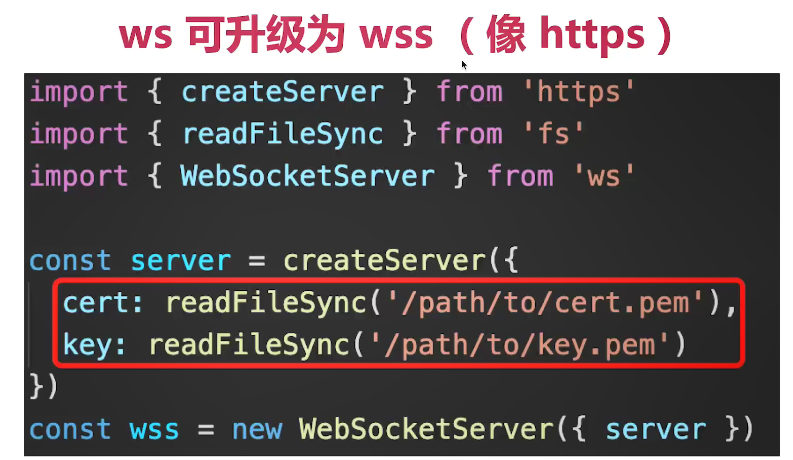 ws 可升级为 wss （像 https）
import { createServer } from 'https'
import { readFileSync } from 'fs'
import { WebSocketServer } from 'ws'
const server = createServer({
cert: readFileSync('/path/to/cert.pem'),
key: readFileSync('/path/to/key.pem')
})
const wss = new WebSocketServer({ server })